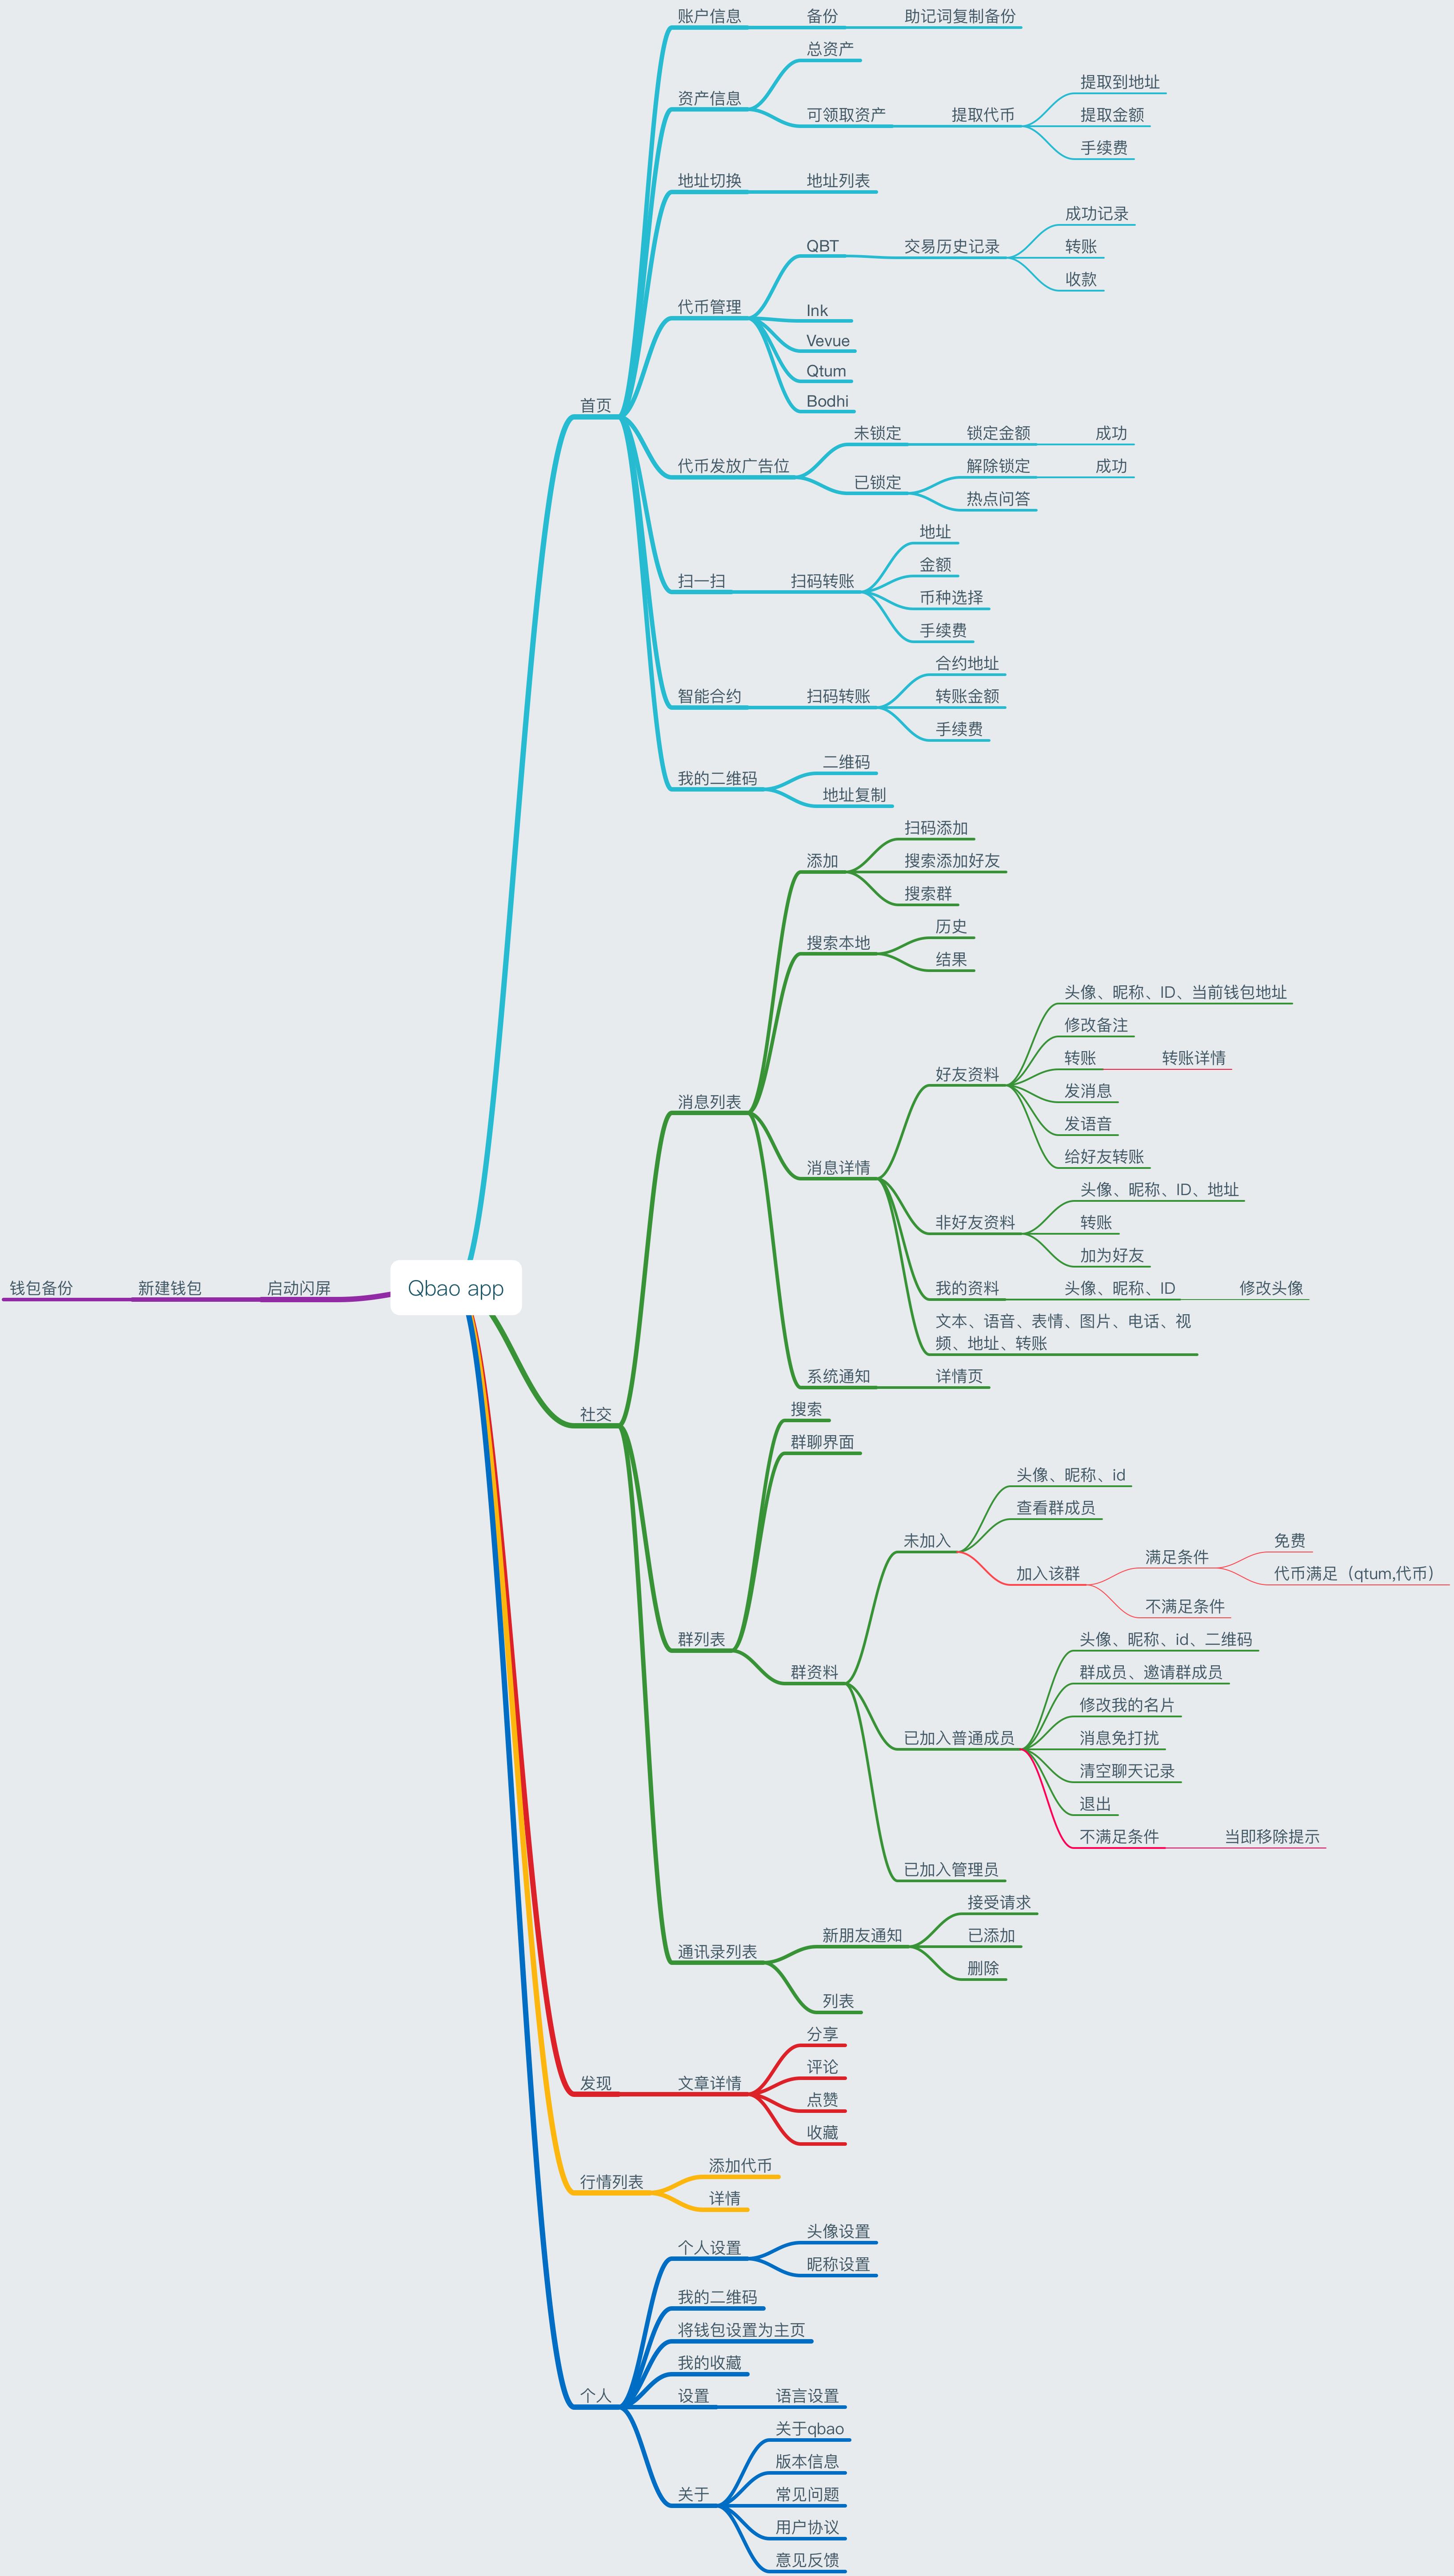 账户信息
备份
助记词复制备份
总资产
资产信息
可领取资产
提取代币
提取到地址
提取金额
手续费
地址切换
地址列表
代币管理
QBT
交易历史记录
成功记录
转账
收款
Ink
Vevue
Qtum
Bodhi
首页
代币发放广告位
未锁定
锁定金额
成功
已锁定
解除锁定
成功
热点问答
扫一扫
扫码转账
地址
金额
币种选择
手续费
智能合约
扫码转账
合约地址
转账金额
手续费
我的二维码
二维码
地址复制
添加
扫码添加
搜索添加好友
搜索群
搜索本地
历史
结果
消息列表
消息详情
好友资料
头像、昵称、ID、当前钱包地址
修改备注
转账
转账详情
发消息
发语音
给好友转账
非好友资料
头像、昵称、ID、地址
转账
加为好友
我的资料
头像、昵称、ID
修改头像
文本、语音、表情、图片、电话、视
频、地址、转账
系统通知
详情页
钱包备份
新建钱包
启动闪屏
Qbao app
社交
搜索
群聊界面
群列表
群资料
未加入
头像、昵称、id
查看群成员
加入该群
满足条件
免费
代币满足（qtum,代币）
不满足条件
已加入普通成员
头像、昵称、id、二维码
群成员、邀请群成员
修改我的名片
消息免打扰
清空聊天记录
退出
不满足条件
当即移除提示
已加入管理员
通讯录列表
新朋友通知
接受请求
已添加
删除
列表
发现
文章详情
分享
评论
点赞
收藏
行情列表
添加代币
详情
个人
个人设置
头像设置
昵称设置
我的二维码
将钱包设置为主页
我的收藏
设置
语言设置
关于
关于qbao
版本信息
常见问题
用户协议
意见反馈